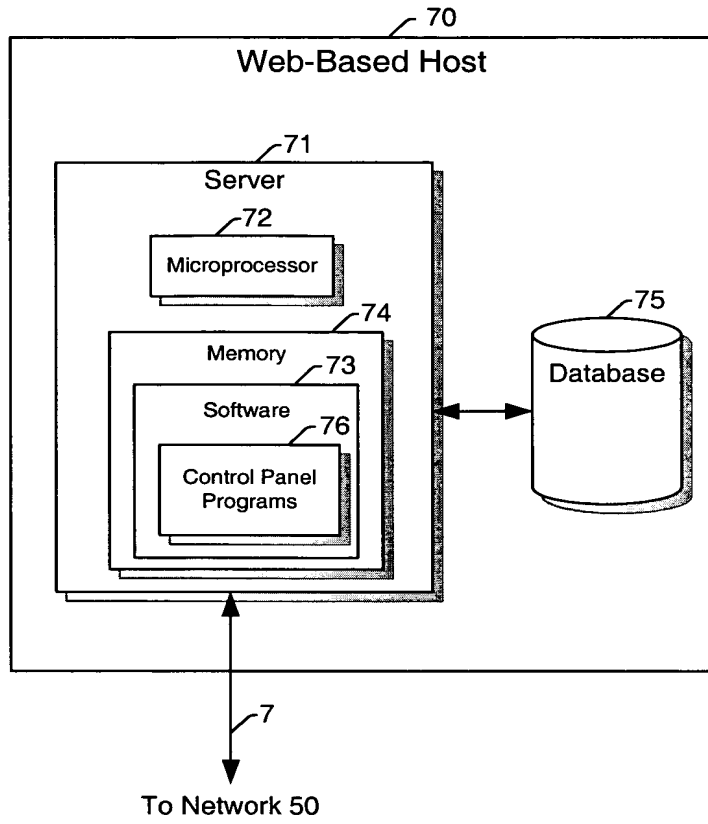 70
Web-Based Host
71
Server
72
Microprocessor
74
Memory
73
Software
76
Control Panel
Programs
75
Database
7
To Network 50